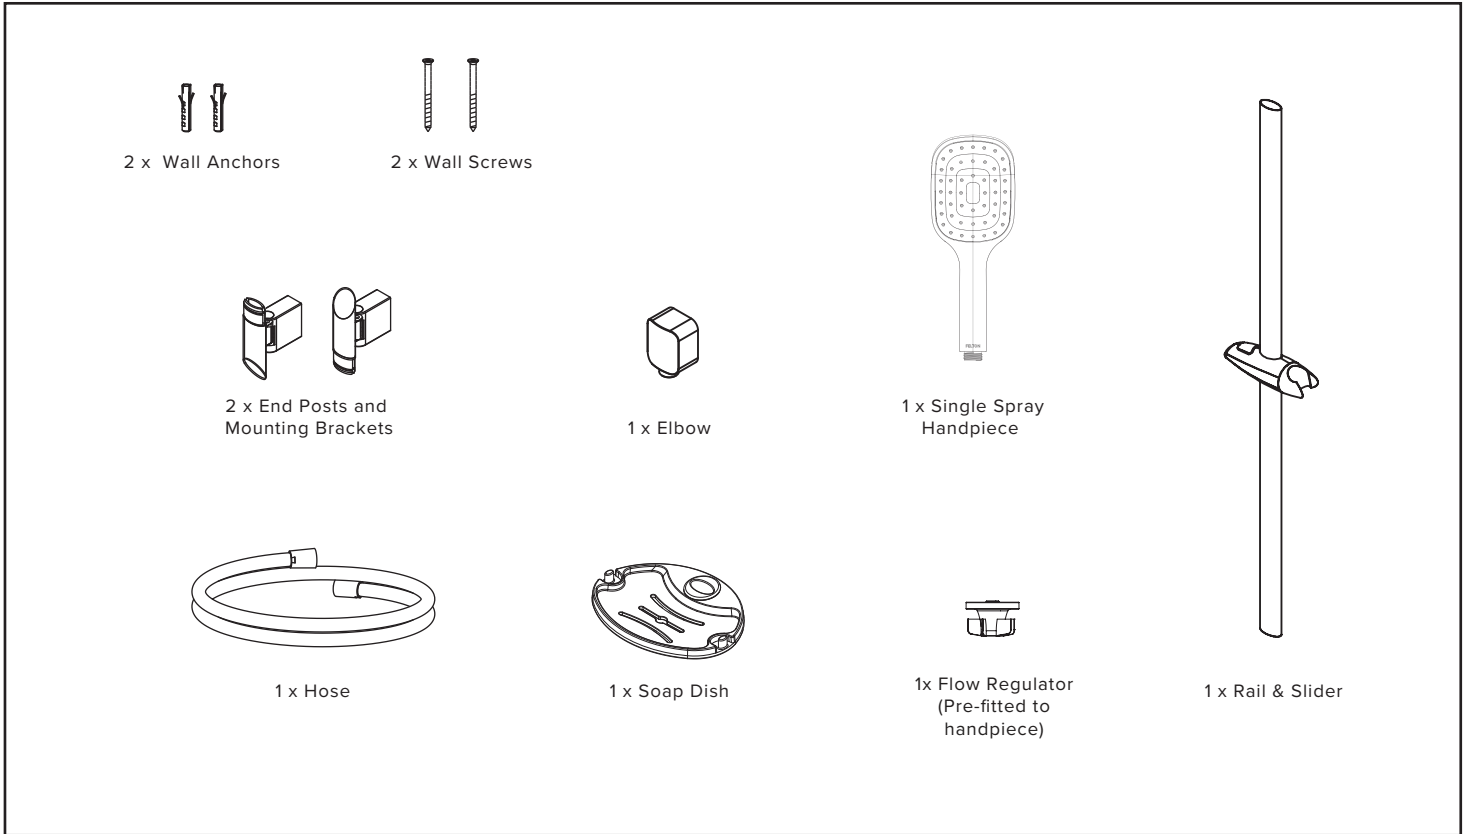 2 x  Wall Anchors
2 x Wall Screws
FELTON
2 x End Posts and
Mounting Brackets
1 x Elbow
1 x Single Spray
Handpiece
1 x Hose
1 x Soap Dish
1x Flow Regulator
(Pre-fitted to
handpiece)
1 x Rail & Slider